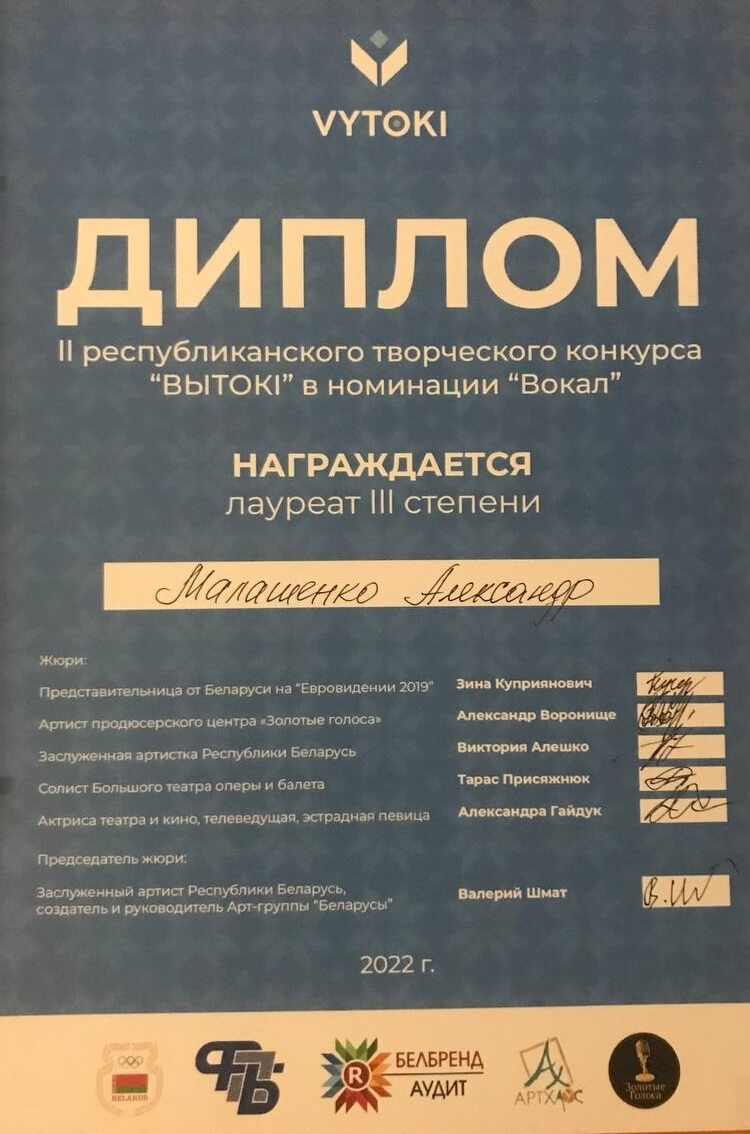 VYTOKI
ДИПЛОМ
II республиканского творческого конкурса
“ВЫТОКІ” в номинации “Вокал”
НАГРАЖДАЕТСЯ
лауреат III степени
Малашенко Александр
Жюри:
Представительница от Беларуси на “Евровидении 2019” Зина Куприянович
Артист продюсерского центра «Золотые голоса» Александр Воронище
Заслуженная артистка Республики Беларусь Виктория Алешко
Солист Большого театра оперы и балета Тарас Присяжнюк
Актриса театра и кино, телеведущая, эстрадная певица Александра Гайдук
Председатель жюри:
Заслуженный артист Республики Беларусь,
создатель и руководитель Арт-группы “Беларусы” Валерий Шмат
2022 г.
BELARUS
ФПБ
R
БЕЛБРЕНД
АУДИТ
АРТХАУС
Золотые
Голоса